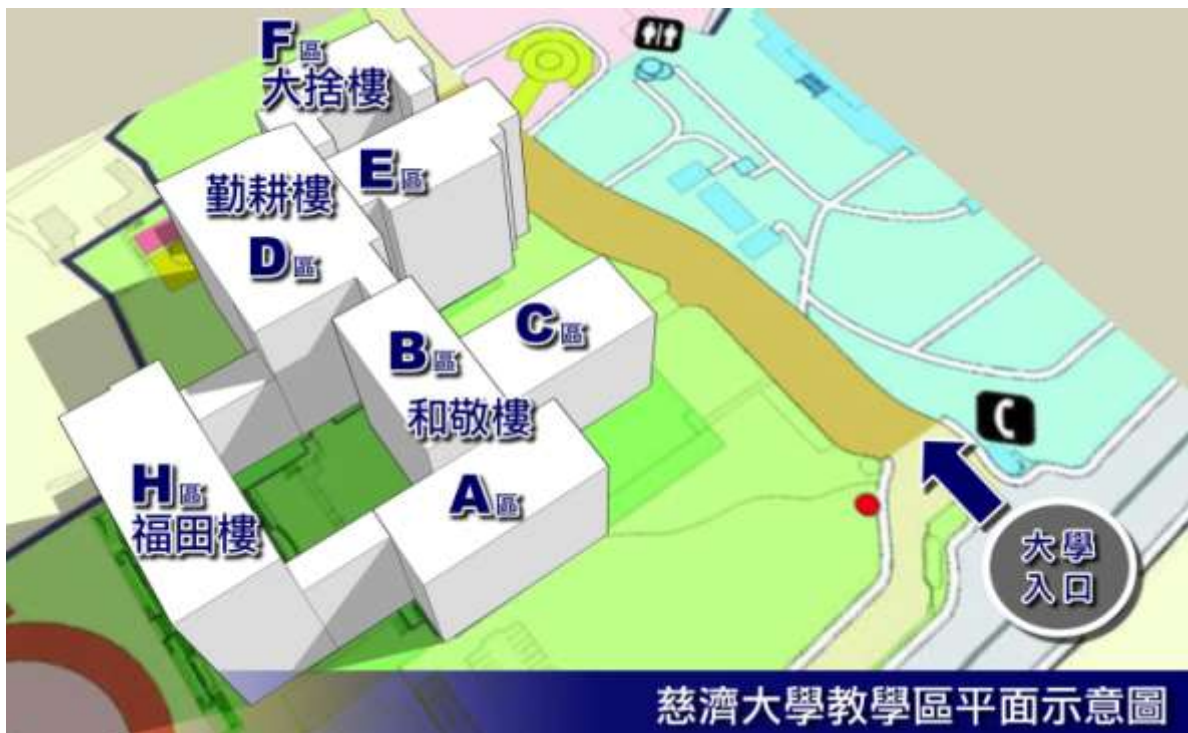 F區
大捨樓
E區
勤耕樓
D區
C區
B區
和敬樓
A區
H區
福田樓
大學
入口
慈濟大學教學區平面示意圖